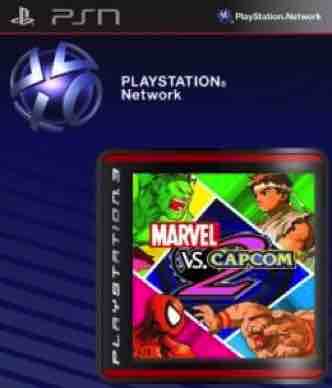 PSN
PlayStation.Network
PLAYSTATION®
Network
PLAYSTATION 3
MARVEL
VS. CAPCOM
2